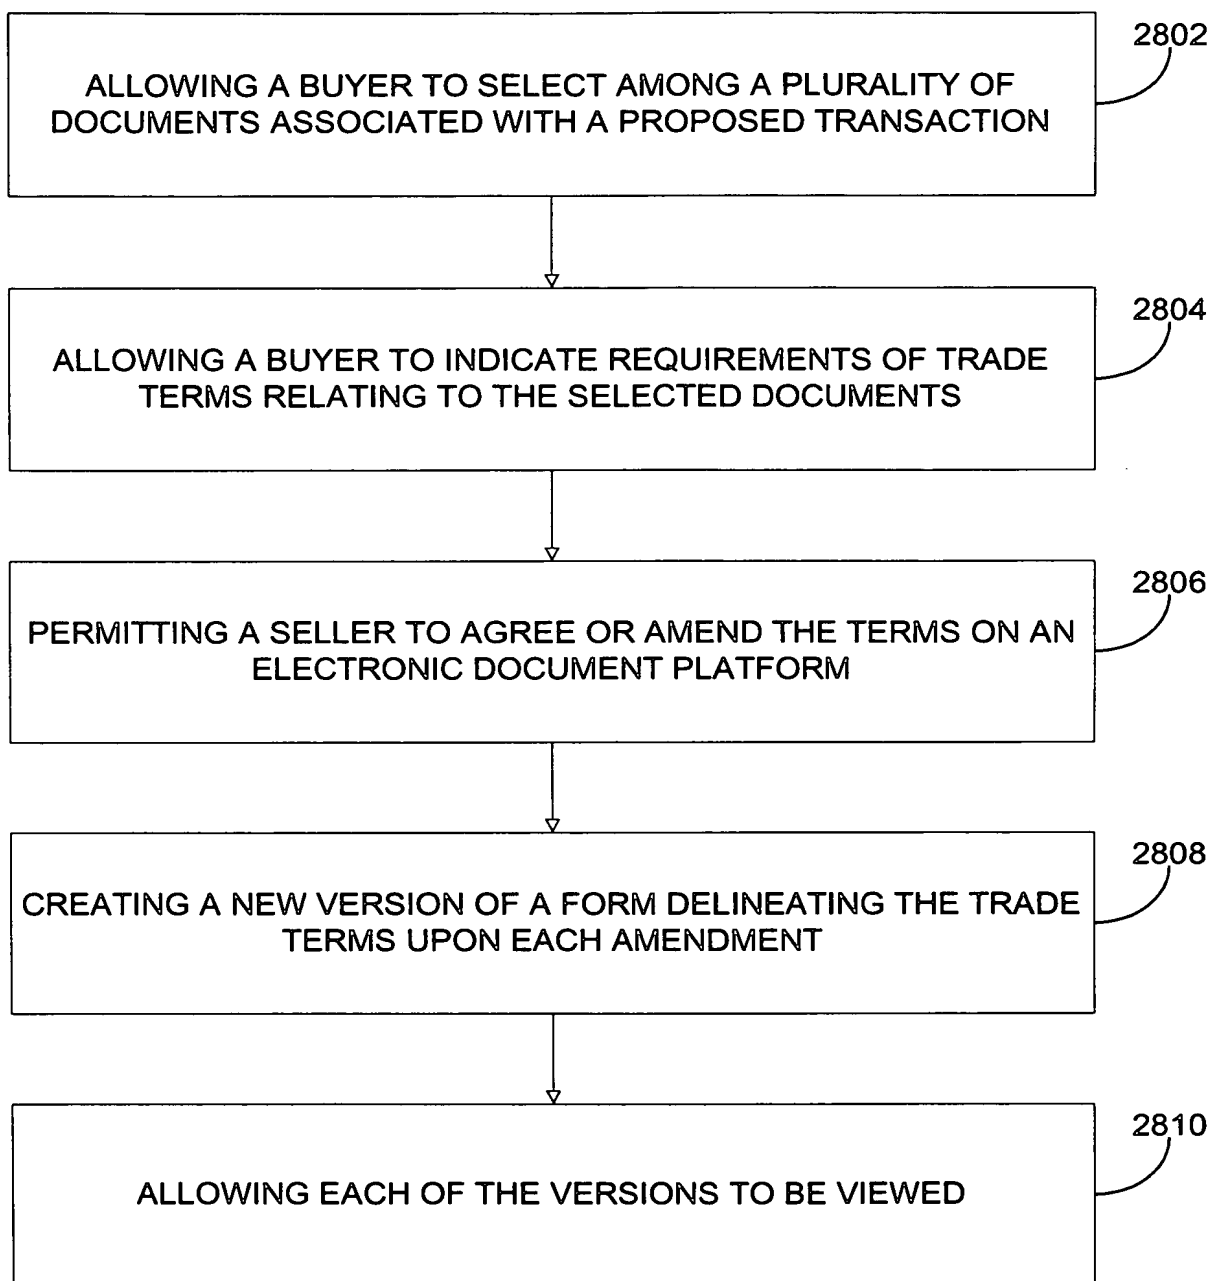 2802
ALLOWING A BUYER TO SELECT AMONG A PLURALITY OF
DOCUMENTS ASSOCIATED WITH A PROPOSED TRANSACTION
2804
ALLOWING A BUYER TO INDICATE REQUIREMENTS OF TRADE
TERMS RELATING TO THE SELECTED DOCUMENTS
2806
PERMITTING A SELLER TO AGREE OR AMEND THE TERMS ON AN
ELECTRONIC DOCUMENT PLATFORM
2808
CREATING A NEW VERSION OF A FORM DELINEATING THE TRADE
TERMS UPON EACH AMENDMENT
2810
ALLOWING EACH OF THE VERSIONS TO BE VIEWED